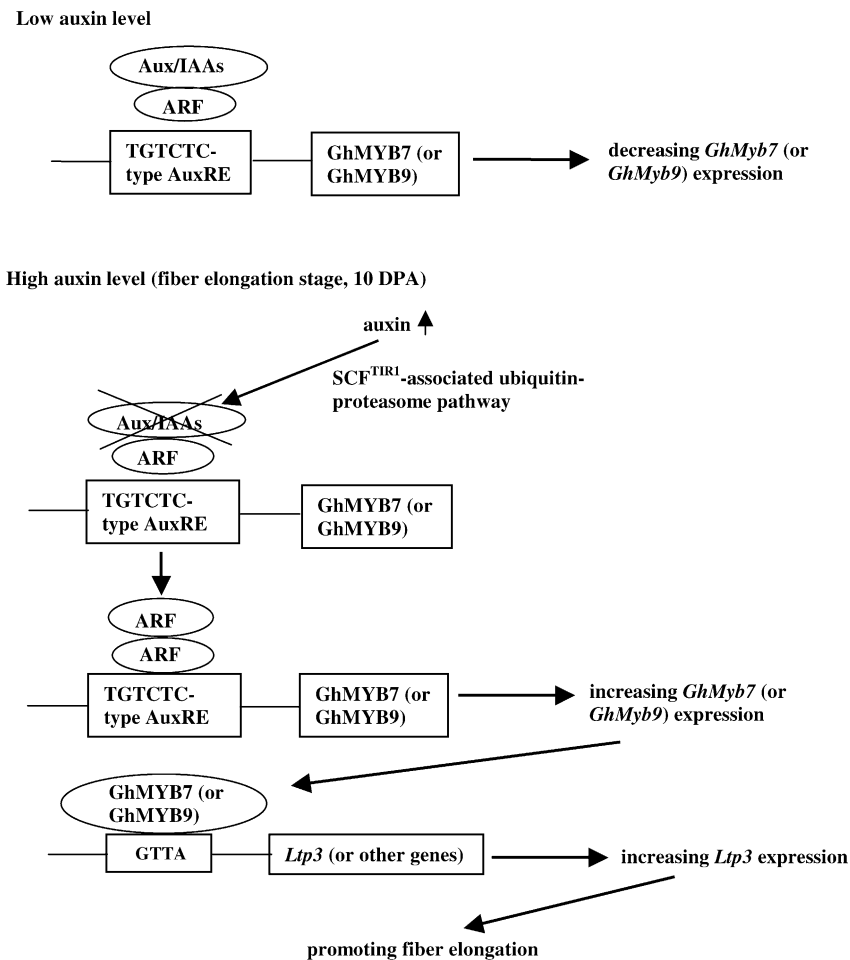 Low auxin level
Aux/IAAs
ARF
TGTCTC-
type AuxRE
GhMYB7 (or
GhMYB9)
decreasing GhMyb7 (or
GhMyb9) expression
High auxin level (fiber elongation stage, 10 DPA)
auxin
SCFTIR1-associated ubiquitin-
proteasome pathway
Aux/IAAs
ARF
TGTCTC-
type AuxRE
GhMYB7 (or
GhMYB9)
ARF
ARF
TGTCTC-
type AuxRE
GhMYB7 (or
GhMYB9)
increasing GhMyb7 (or
GhMyb9) expression
GhMYB7 (or
GhMYB9)
GTTA
Ltp3 (or other genes)
increasing Ltp3 expression
promoting fiber elongation